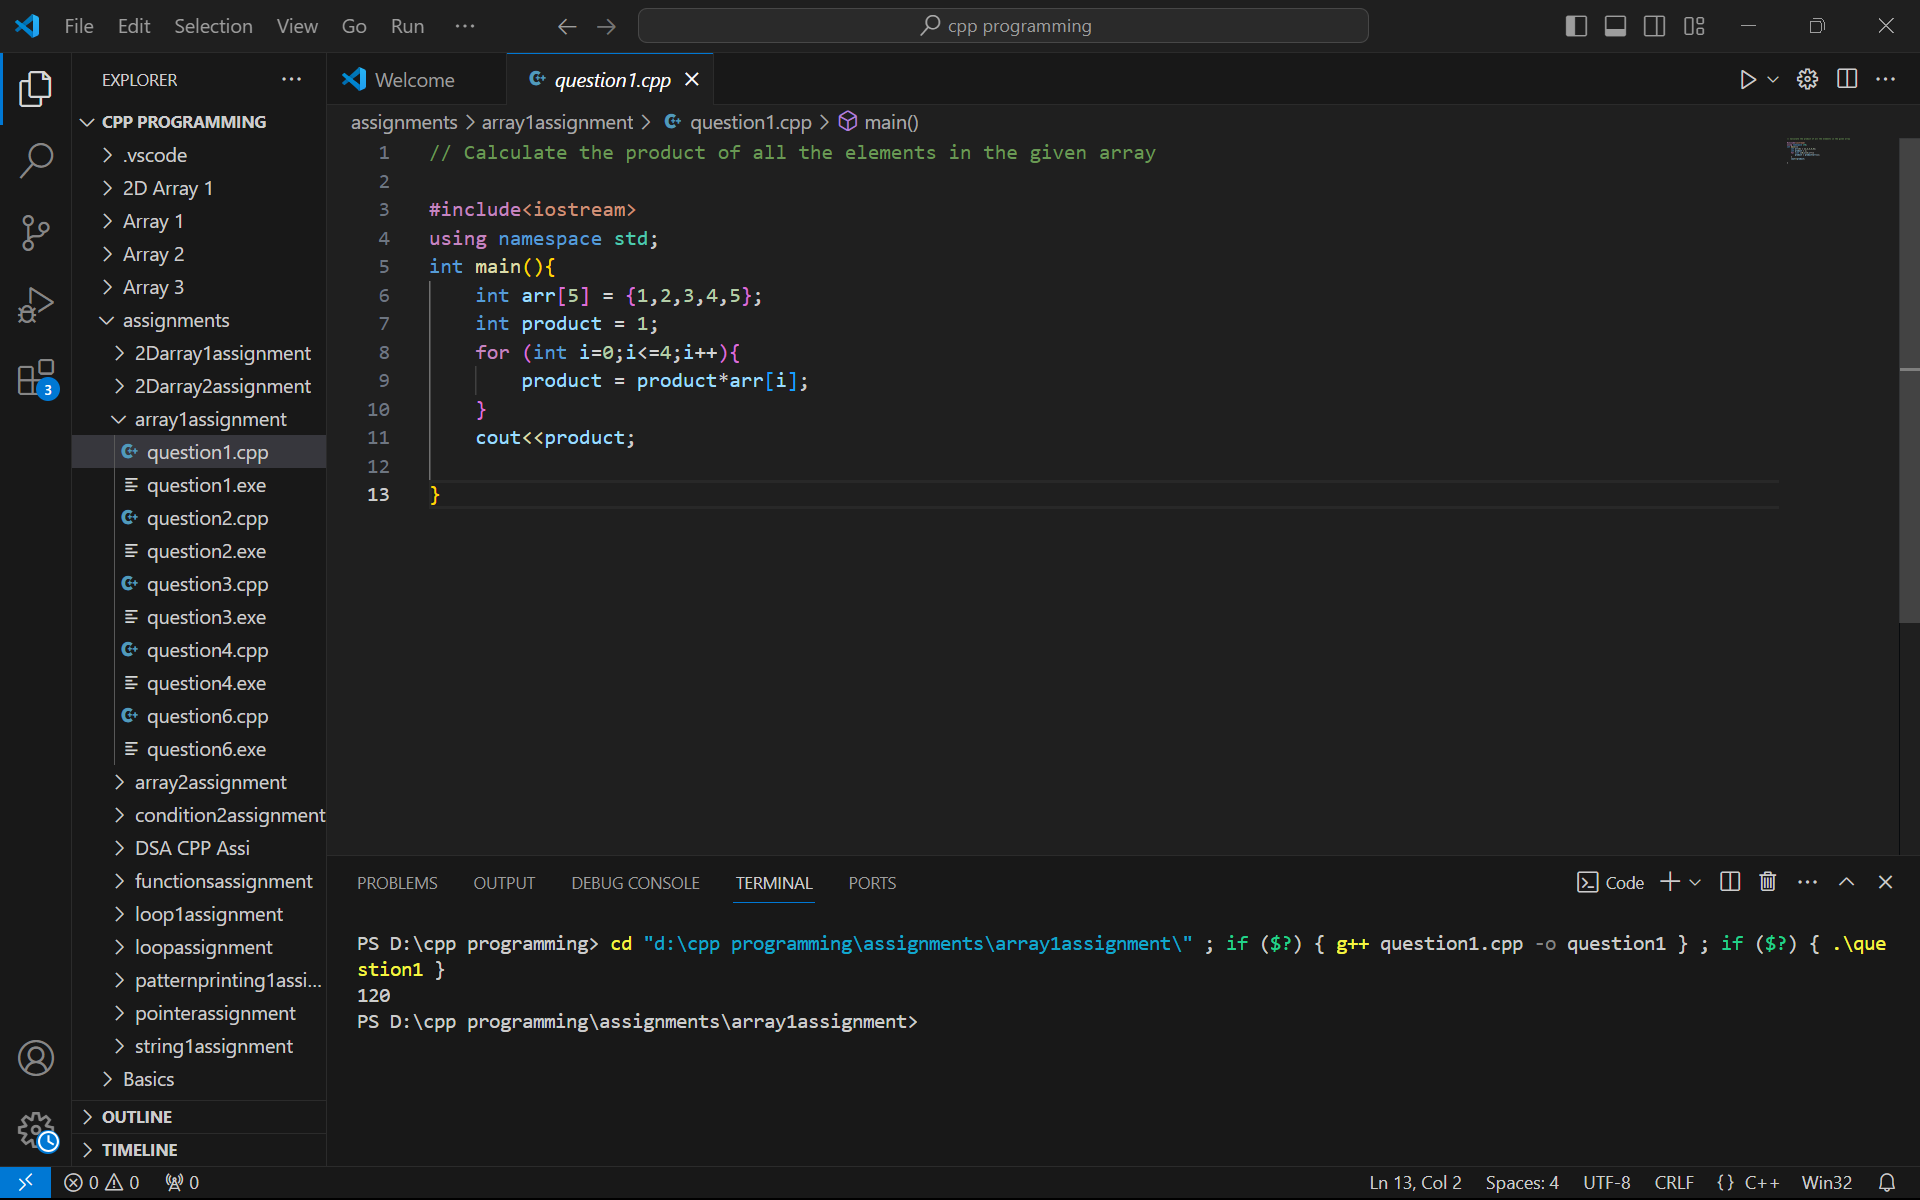 File Edit Selection View Go Run ··· cpp programming
EXPLORER ···
CPP PROGRAMMING
.vscode
2D Array 1
Array 1
Array 2
Array 3
assignments
2Darray1assignment
2Darray2assignment
array1assignment
question1.cpp
question1.exe
question2.cpp
question2.exe
question3.cpp
question3.exe
question4.cpp
question4.exe
question6.cpp
question6.exe
array2assignment
condition2assignment
DSA CPP Assi
functionsassignment
loop1assignment
loopassignment
patternprinting1assi...
pointerassignment
string1assignment
Basics
OUTLINE
TIMELINE
3
Welcome question1.cpp
assignments > array1assignment > question1.cpp > main()
1 // Calculate the product of all the elements in the given array
2
3 #include<iostream>
4 using namespace std;
5 int main(){
6 int arr[5] = {1,2,3,4,5};
7 int product = 1;
8 for (int i=0;i<=4;i++){
9 product = product*arr[i];
10 }
11 cout<<product;
12
13 }
PROBLEMS OUTPUT DEBUG CONSOLE TERMINAL PORTS Code
PS D:\cpp programming> cd "d:\cpp programming\assignments\array1assignment\" ; if ($?) { g++ question1.cpp -o question1 } ; if ($?) { .\que
stion1 }
120
PS D:\cpp programming\assignments\array1assignment>
0 0 0 Ln 13, Col 2 Spaces: 4 UTF-8 CRLF {} C++ Win32